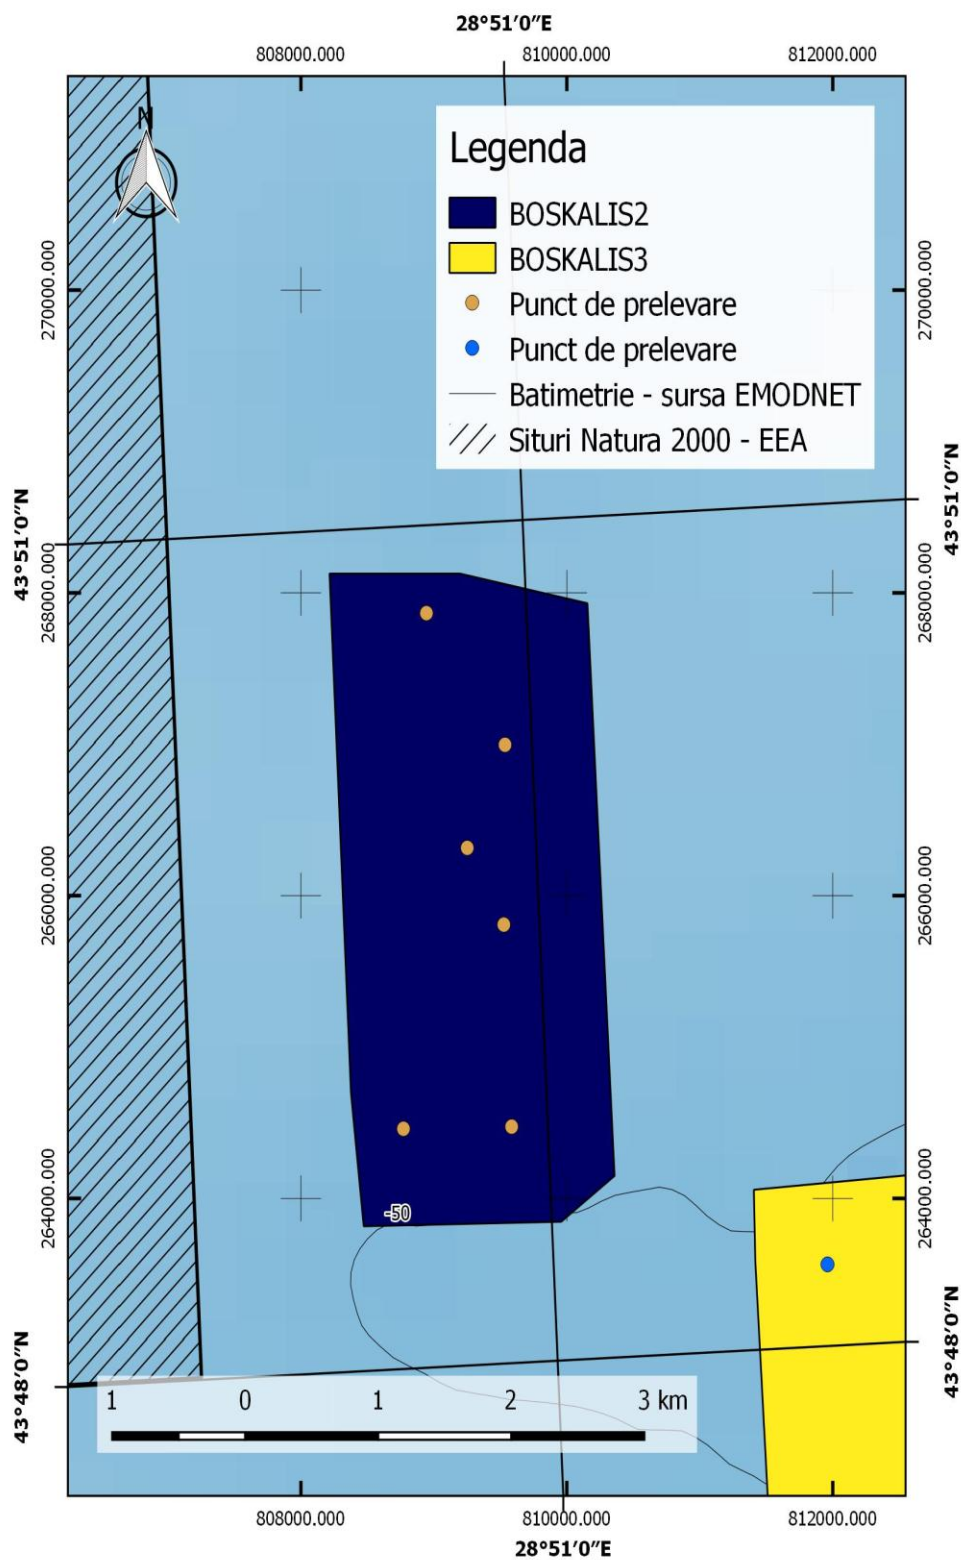 28°51'0"E
808000.000 810000.000 812000.000
N
Legenda
BOSKALIS2
BOSKALIS3
Punct de prelevare
Punct de prelevare
Batimetrie - sursa EMODNET
Situri Natura 2000 - EEA
270000.000 270000.000
43°51'0"N 43°51'0"N
268000.000 268000.000
266000.000 266000.000
264000.000 264000.000
-50
43°48'0"N 43°48'0"N
1 0 1 2 3 km
808000.000 810000.000 812000.000
28°51'0"E